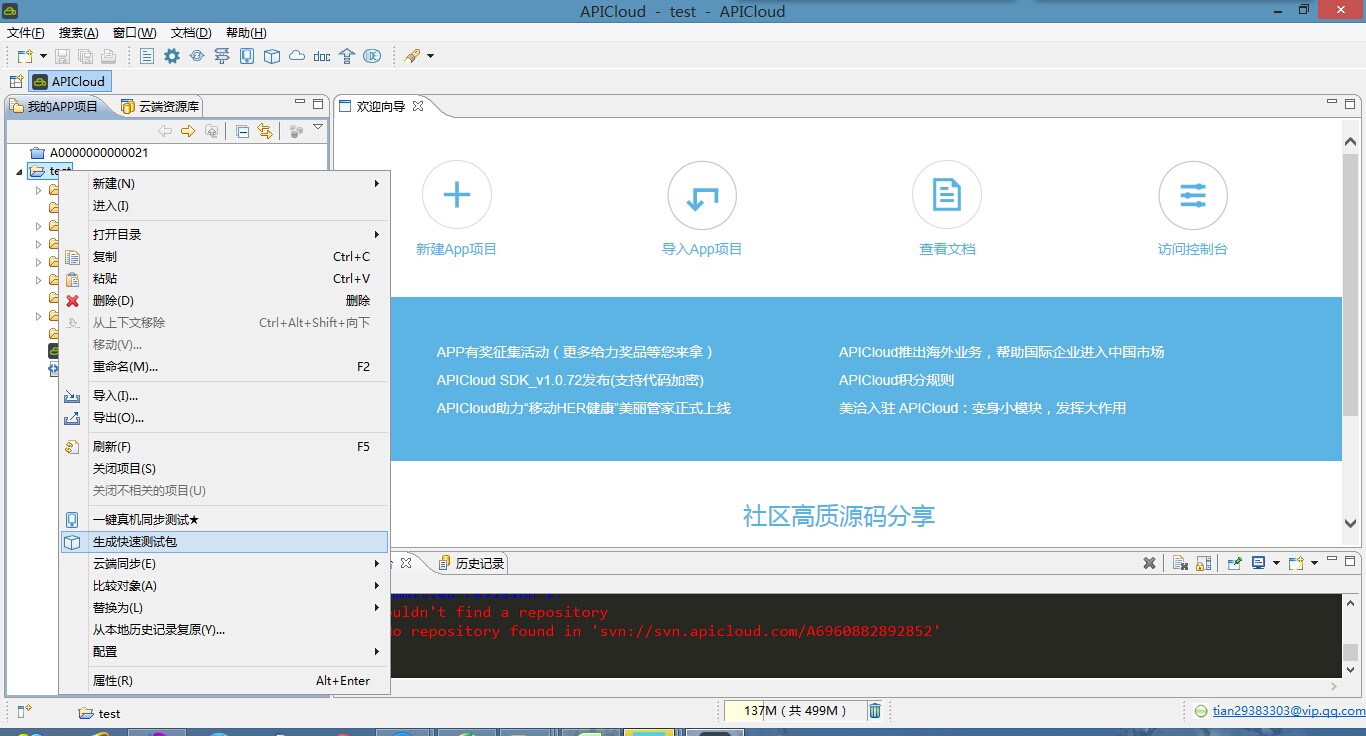 APICloud - test - APICloud
文件(F) 搜索(A) 窗口(W) 文档(D) 帮助(H)
APICloud
我的APP项目 云端资源库
欢迎向导
A0000000000021
test
新建(N)
进入(I)
打开目录
复制 Ctrl+C
粘贴 Ctrl+V
删除(D) 删除
从上下文移除 Ctrl+Alt+Shift+向下
移动(V)...
重命名(M)... F2
导入(I)...
导出(O)...
刷新(F) F5
关闭项目(S)
关闭不相关的项目(U)
一键真机同步测试★
生成快速测试包
云端同步(E)
比较对象(A)
替换为(L)
从本地历史记录复原(Y)...
配置
属性(R) Alt+Enter
新建App项目
导入App项目
查看文档
访问控制台
APP有奖征集活动（更多给力奖品等您来拿）
APICloud SDK_v1.0.72发布(支持代码加密)
APICloud助力“移动HER健康”美丽管家正式上线
APICloud推出海外业务，帮助国际企业进入中国市场
APICloud积分规则
美洽入驻 APICloud：变身小模块，发挥大作用
社区高质源码分享
历史记录
find a repository
repository found in 'svn://svn.apicloud.com/A6960882892852'
test
137M（共 499M）
tian29383303@vip.qq.com